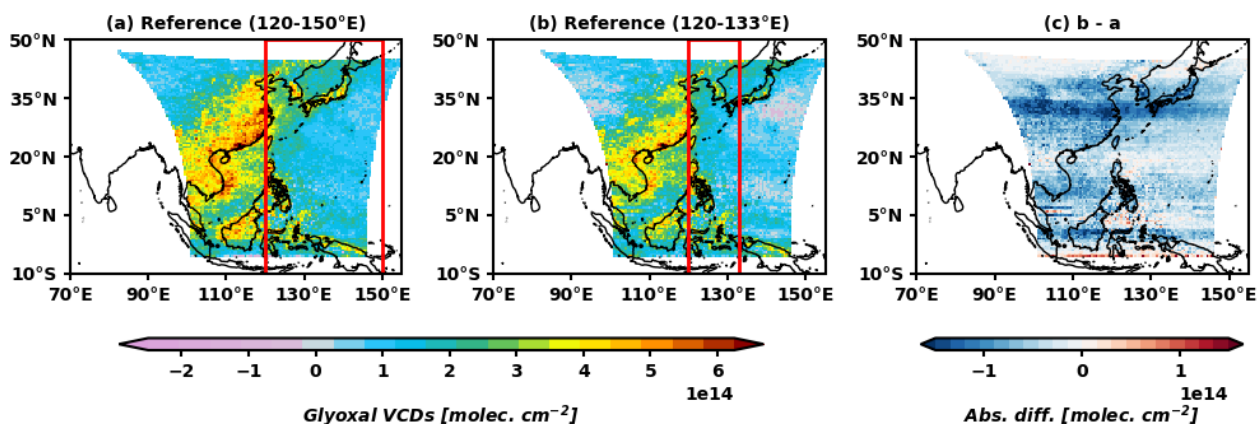 (a) Reference (120-150°E)
(b) Reference (120-133°E)
(c) b - a
50°N
35°N
20°N
5°N
10°S
70°E 90°E 110°E 130°E 150°E
50°N
35°N
20°N
5°N
10°S
70°E 90°E 110°E 130°E 150°E
50°N
35°N
20°N
5°N
10°S
70°E 90°E 110°E 130°E 150°E
−2 −1 0 1 2 3 4 5 6
1e14
Glyoxal VCDs [molec. cm⁻²]
−1 0 1
1e14
Abs. diff. [molec. cm⁻²]